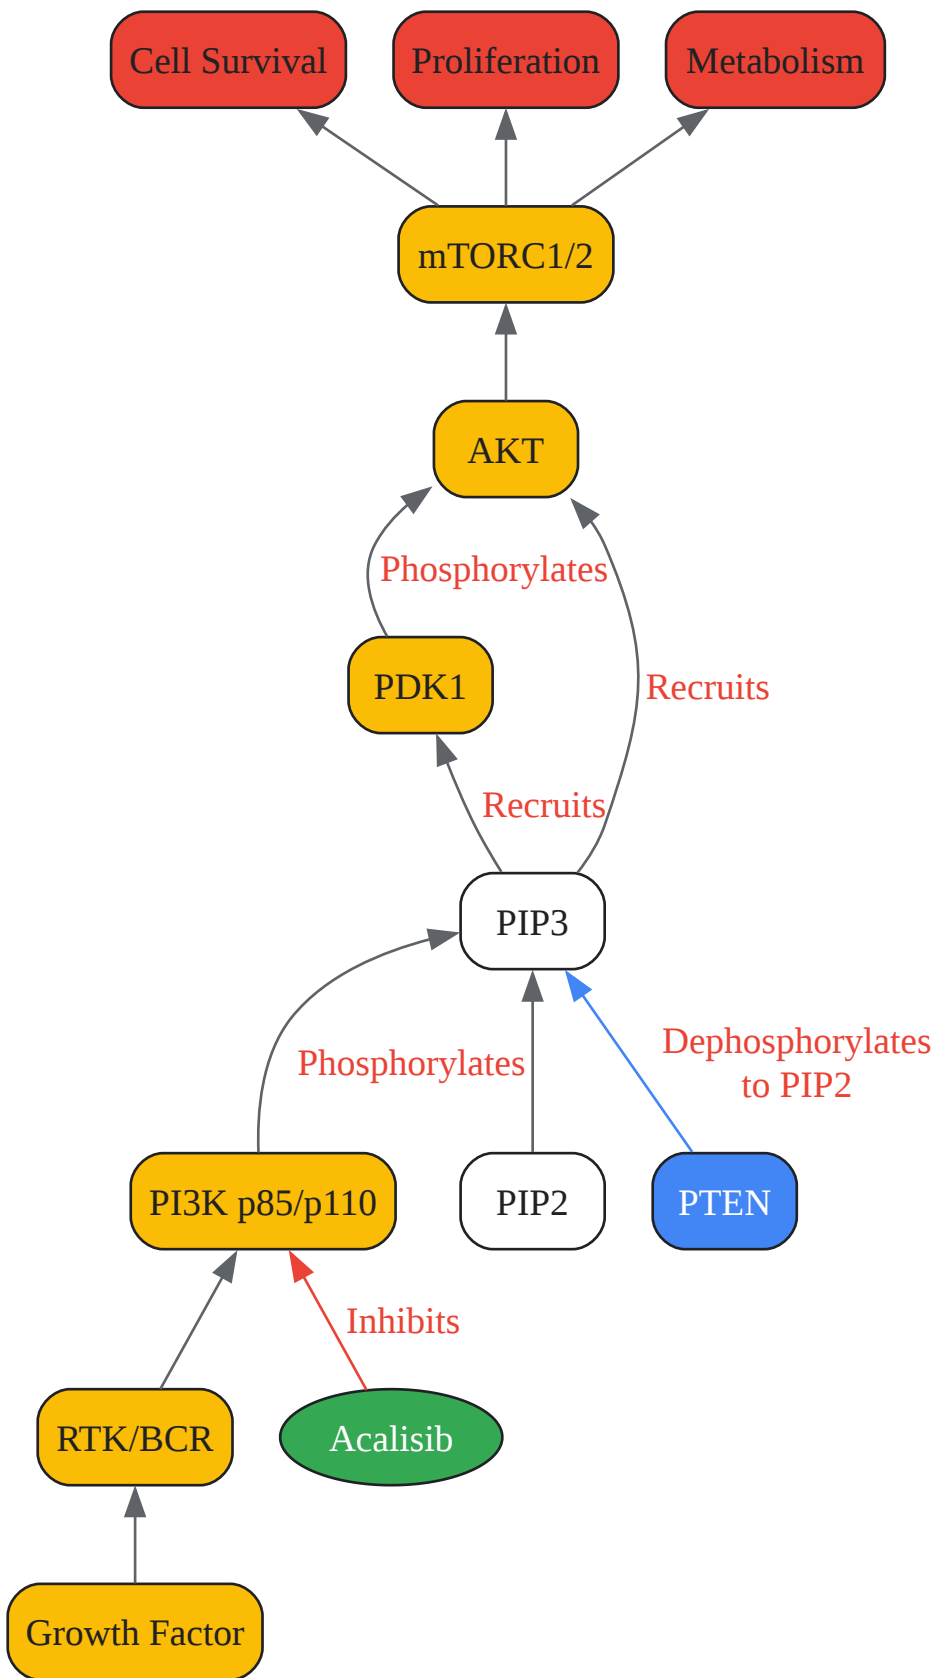 Cell Survival
Proliferation
Metabolism
mTORC1/2
AKT
Phosphorylates
PDK1
Recruits
Recruits
PIP3
Dephosphorylates
to PIP2
Phosphorylates
PI3K p85/p110
PIP2
PTEN
Inhibits
RTK/BCR
Acalisib
Growth Factor